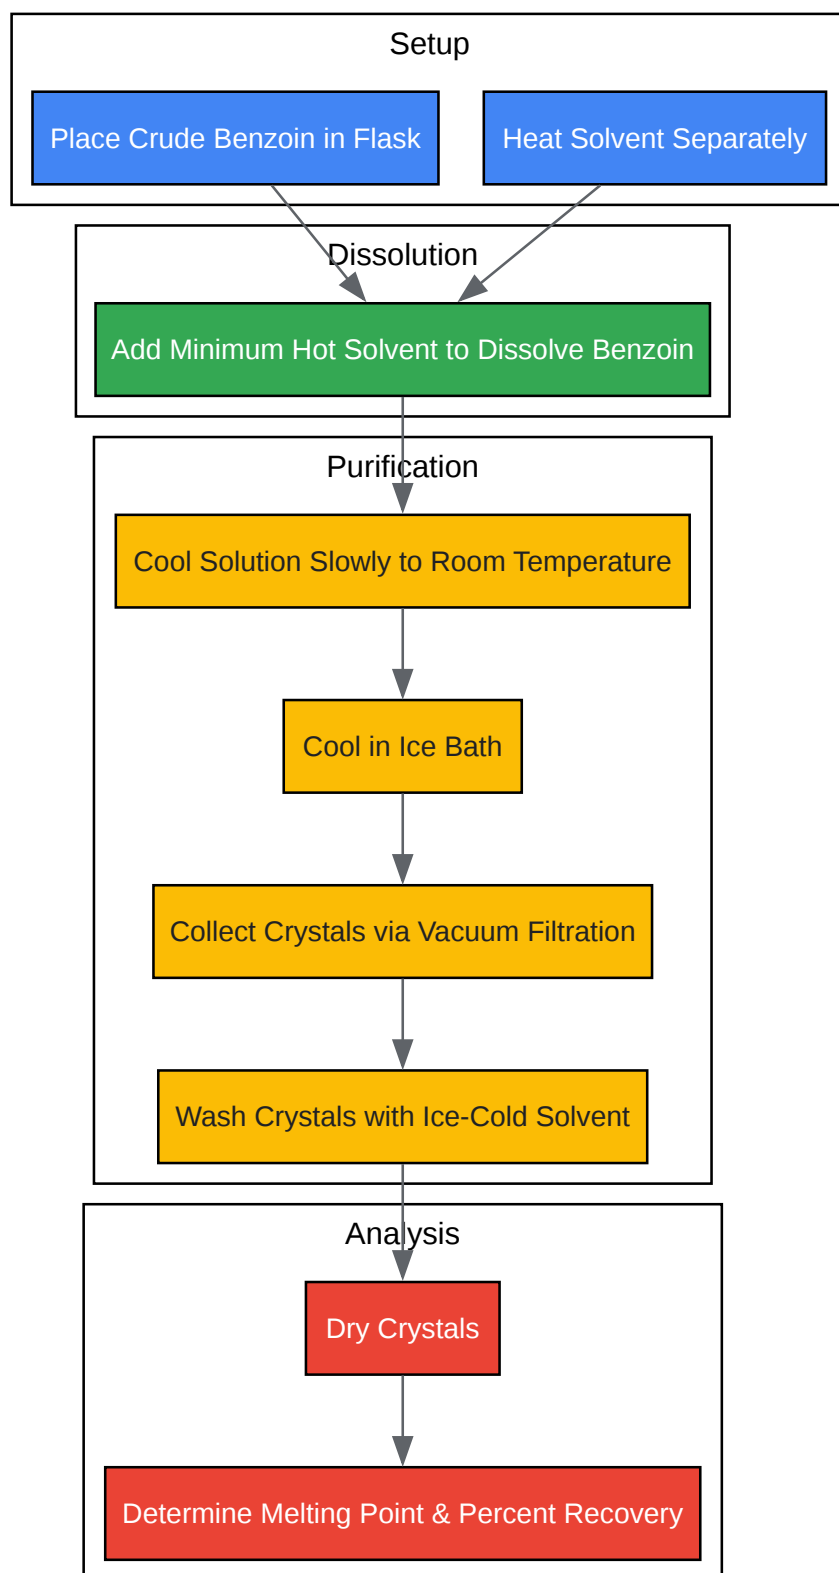 Setup
Place Crude Benzoin in Flask
Heat Solvent Separately
Dissolution
Add Minimum Hot Solvent to Dissolve Benzoin
Purification
Cool Solution Slowly to Room Temperature
Cool in Ice Bath
Collect Crystals via Vacuum Filtration
Wash Crystals with Ice-Cold Solvent
Analysis
Dry Crystals
Determine Melting Point & Percent Recovery